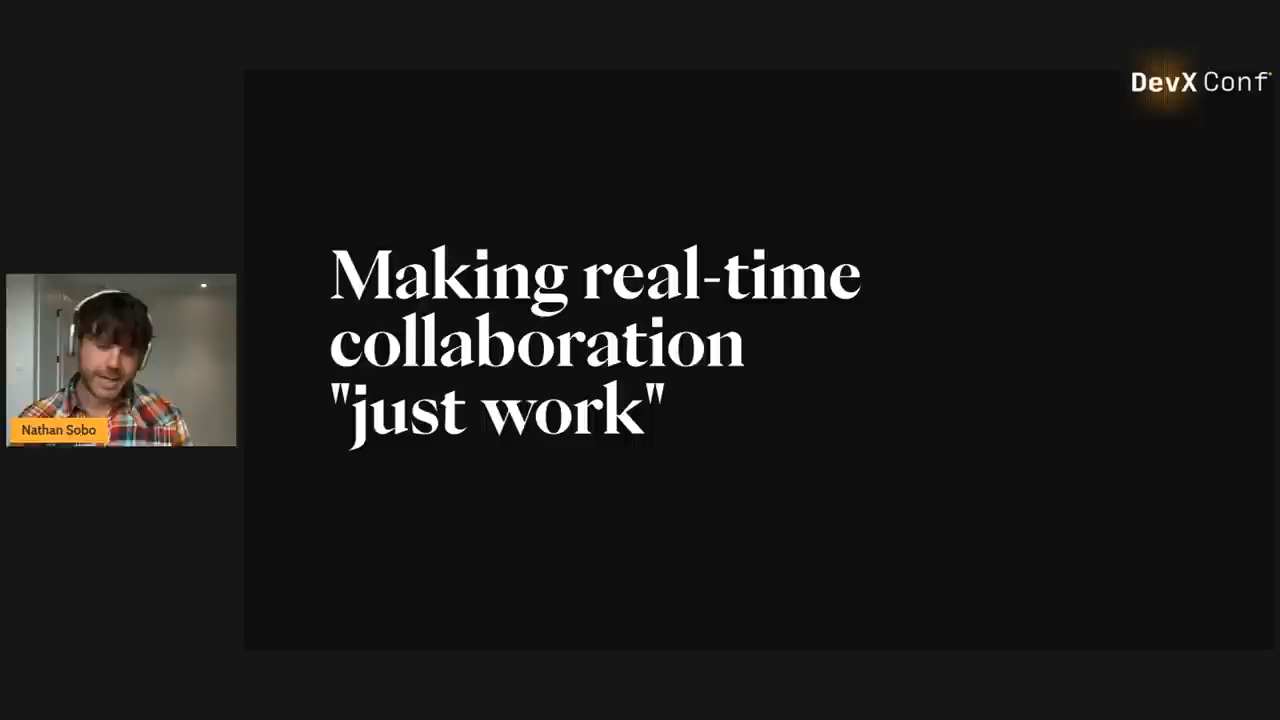 DevX Conf
Making real-time
collaboration
"just work"
Nathan Sobo